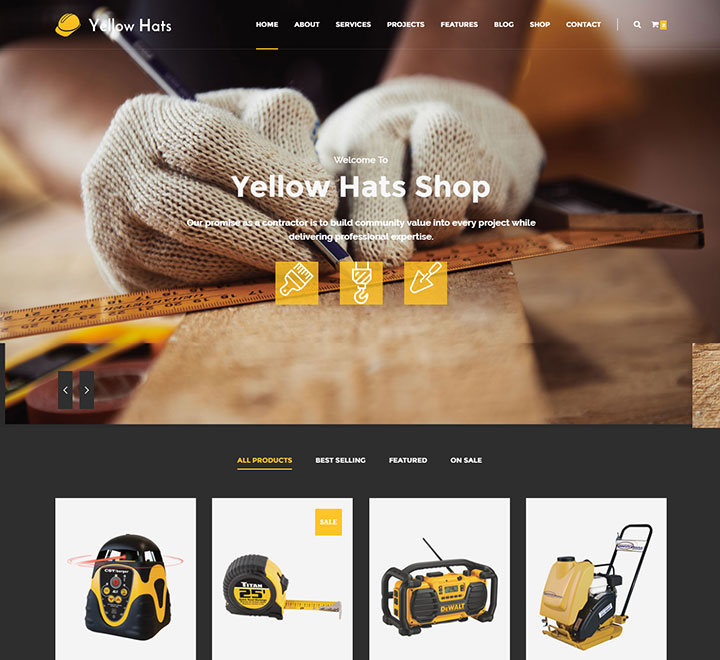 Yellow Hats
HOME ABOUT SERVICES PROJECTS FEATURES BLOG SHOP CONTACT
Welcome To
Yellow Hats Shop
Our promise as a contractor is to build community value into every project while
delivering professional expertise.
ALL PRODUCTS BEST SELLING FEATURED ON SALE
SALE
CST/berger
TITAN
25
DEWALT